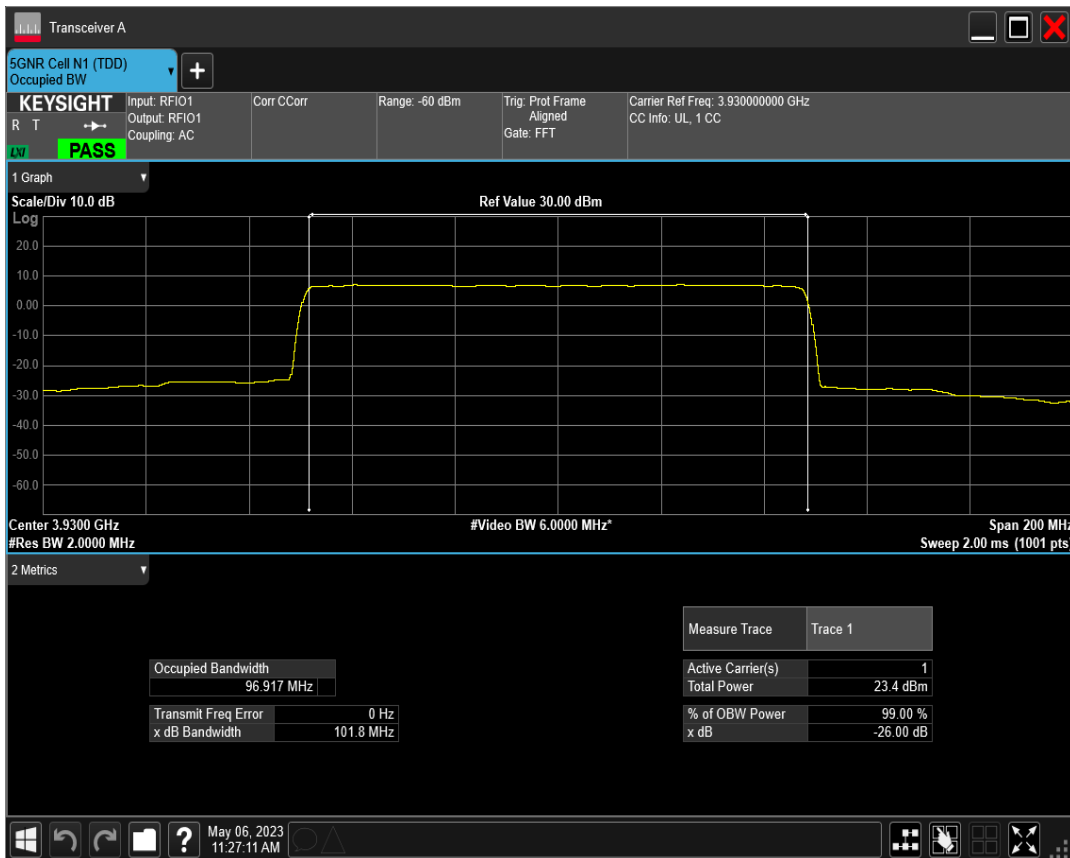 Transceiver A
5GNR Cell N1 (TDD)
Occupied BW
KEYSIGHT
R T
LXI
PASS
Input: RFIO1
Output: RFIO1
Coupling: AC
Corr CCorr
Range: -60 dBm
Trig: Prot Frame
Aligned
Gate: FFT
Carrier Ref Freq: 3.930000000 GHz
CC Info: UL, 1 CC
1 Graph
Scale/Div 10.0 dB
Ref Value 30.00 dBm
Log
20.0
10.0
0.00
-10.0
-20.0
-30.0
-40.0
-50.0
-60.0
Center 3.9300 GHz
#Video BW 6.0000 MHz*
Span 200 MHz
#Res BW 2.0000 MHz
Sweep 2.00 ms (1001 pts)
2 Metrics
Measure Trace Trace 1
Occupied Bandwidth
96.917 MHz
Active Carrier(s) 1
Total Power 23.4 dBm
Transmit Freq Error 0 Hz
x dB Bandwidth 101.8 MHz
% of OBW Power 99.00 %
x dB -26.00 dB
?
May 06, 2023
11:27:11 AM